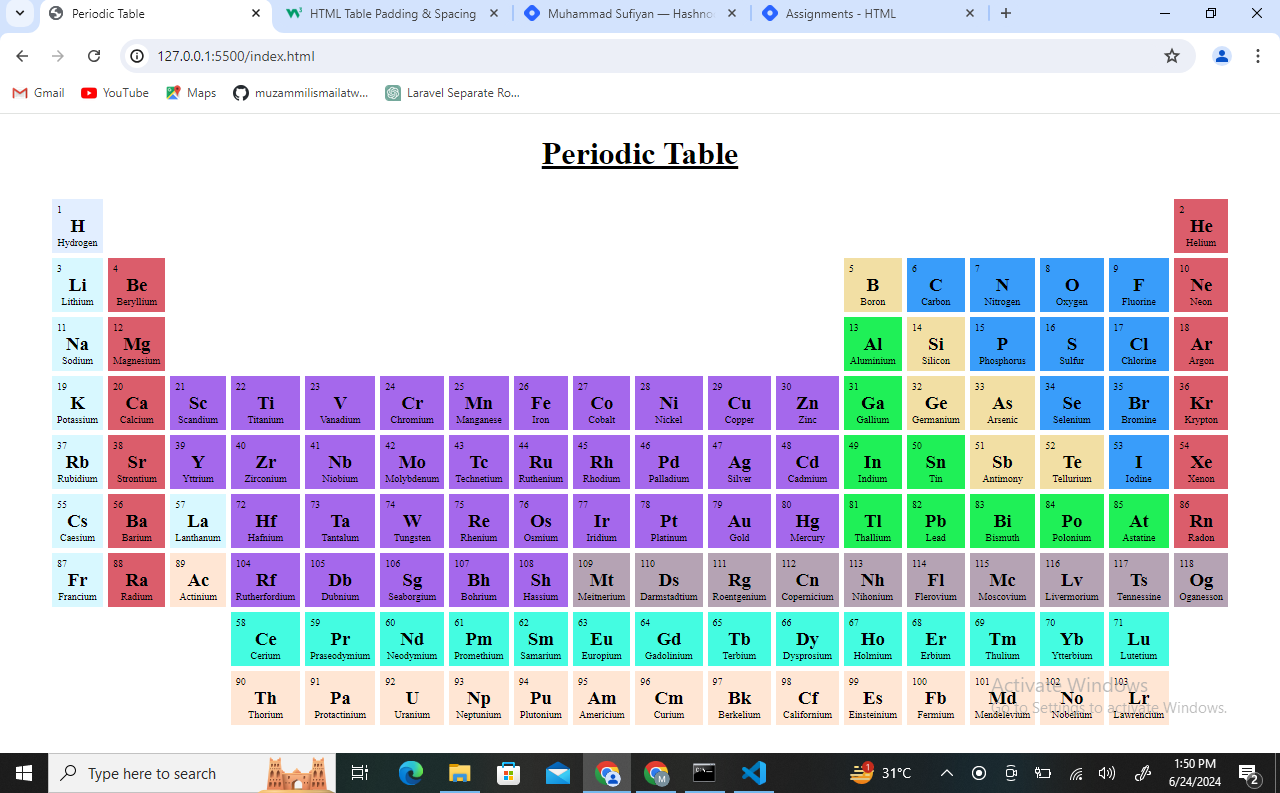 Periodic Table
HTML Table Padding & Spacing
Muhammad Sufiyan — Hashno
Assignments - HTML
127.0.0.1:5500/index.html
Gmail YouTube Maps muzammilismailatw... Laravel Separate Ro...
Periodic Table
1 2
H He
Hydrogen Helium
3 4 5 6 7 8 9 10
Li Be B C N O F Ne
Lithium Beryllium Boron Carbon Nitrogen Oxygen Fluorine Neon
11 12 13 14 15 16 17 18
Na Mg Al Si P S Cl Ar
Sodium Magnesium Aluminium Silicon Phosphorus Sulfur Chlorine Argon
19 20 21 22 23 24 25 26 27 28 29 30 31 32 33 34 35 36
K Ca Sc Ti V Cr Mn Fe Co Ni Cu Zn Ga Ge As Se Br Kr
Potassium Calcium Scandium Titanium Vanadium Chromium Manganese Iron Cobalt Nickel Copper Zinc Gallium Germanium Arsenic Selenium Bromine Krypton
37 38 39 40 41 42 43 44 45 46 47 48 49 50 51 52 53 54
Rb Sr Y Zr Nb Mo Tc Ru Rh Pd Ag Cd In Sn Sb Te I Xe
Rubidium Strontium Yttrium Zirconium Niobium Molybdenum Technetium Ruthenium Rhodium Palladium Silver Cadmium Indium Tin Antimony Tellurium Iodine Xenon
55 56 57 72 73 74 75 76 77 78 79 80 81 82 83 84 85 86
Cs Ba La Hf Ta W Re Os Ir Pt Au Hg Tl Pb Bi Po At Rn
Caesium Barium Lanthanum Hafnium Tantalum Tungsten Rhenium Osmium Iridium Platinum Gold Mercury Thallium Lead Bismuth Polonium Astatine Radon
87 88 89 104 105 106 107 108 109 110 111 112 113 114 115 116 117 118
Fr Ra Ac Rf Db Sg Bh Sh Mt Ds Rg Cn Nh Fl Mc Lv Ts Og
Francium Radium Actinium Rutherfordium Dubnium Seaborgium Bohrium Hassium Meitnerium Darmstadtium Roentgenium Copernicium Nihonium Flerovium Moscovium Livermorium Tennessine Oganesson
58 59 60 61 62 63 64 65 66 67 68 69 70 71
Ce Pr Nd Pm Sm Eu Gd Tb Dy Ho Er Tm Yb Lu
Cerium Praseodymium Neodymium Promethium Samarium Europium Gadolinium Terbium Dysprosium Holmium Erbium Thulium Ytterbium Lutetium
90 91 92 93 94 95 96 97 98 99 100 101 102 103
Th Pa U Np Pu Am Cm Bk Cf Es Fb Md No Lr
Thorium Protactinium Uranium Neptunium Plutonium Americium Curium Berkelium Californium Einsteinium Fermium Mendelevium Nobelium Lawrencium
Activate Windows
Go to Settings to activate Windows.
Type here to search
M
1
31°C
1:50 PM
6/24/2024
2